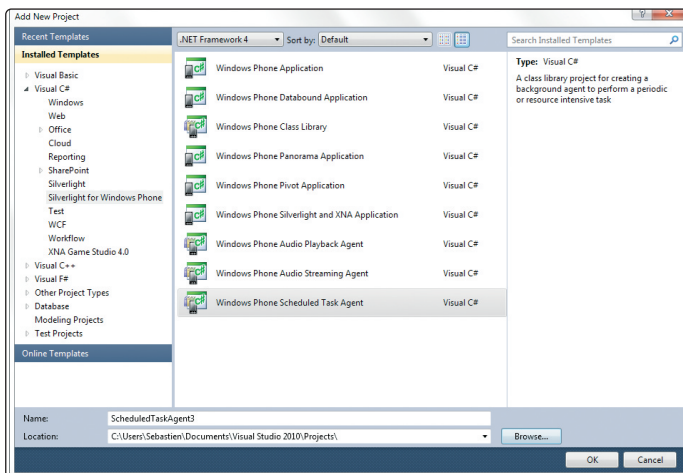 Add New Project
Recent Templates
Installed Templates
Visual Basic
Visual C#
Windows
Web
Office
Cloud
Reporting
SharePoint
Silverlight
Silverlight for Windows Phone
Test
WCF
Workflow
XNA Game Studio 4.0
Visual C++
Visual F#
Other Project Types
Database
Modeling Projects
Test Projects
Online Templates
.NET Framework 4 Sort by: Default
Windows Phone Application Visual C#
Windows Phone Databound Application Visual C#
Windows Phone Class Library Visual C#
Windows Phone Panorama Application Visual C#
Windows Phone Pivot Application Visual C#
Windows Phone Silverlight and XNA Application Visual C#
Windows Phone Audio Playback Agent Visual C#
Windows Phone Audio Streaming Agent Visual C#
Windows Phone Scheduled Task Agent Visual C#
Search Installed Templates
Type: Visual C#
A class library project for creating a
background agent to perform a periodic
or resource intensive task
Name: ScheduledTaskAgent3
Location: C:\Users\Sebastien\Documents\Visual Studio 2010\Projects\ Browse...
OK Cancel